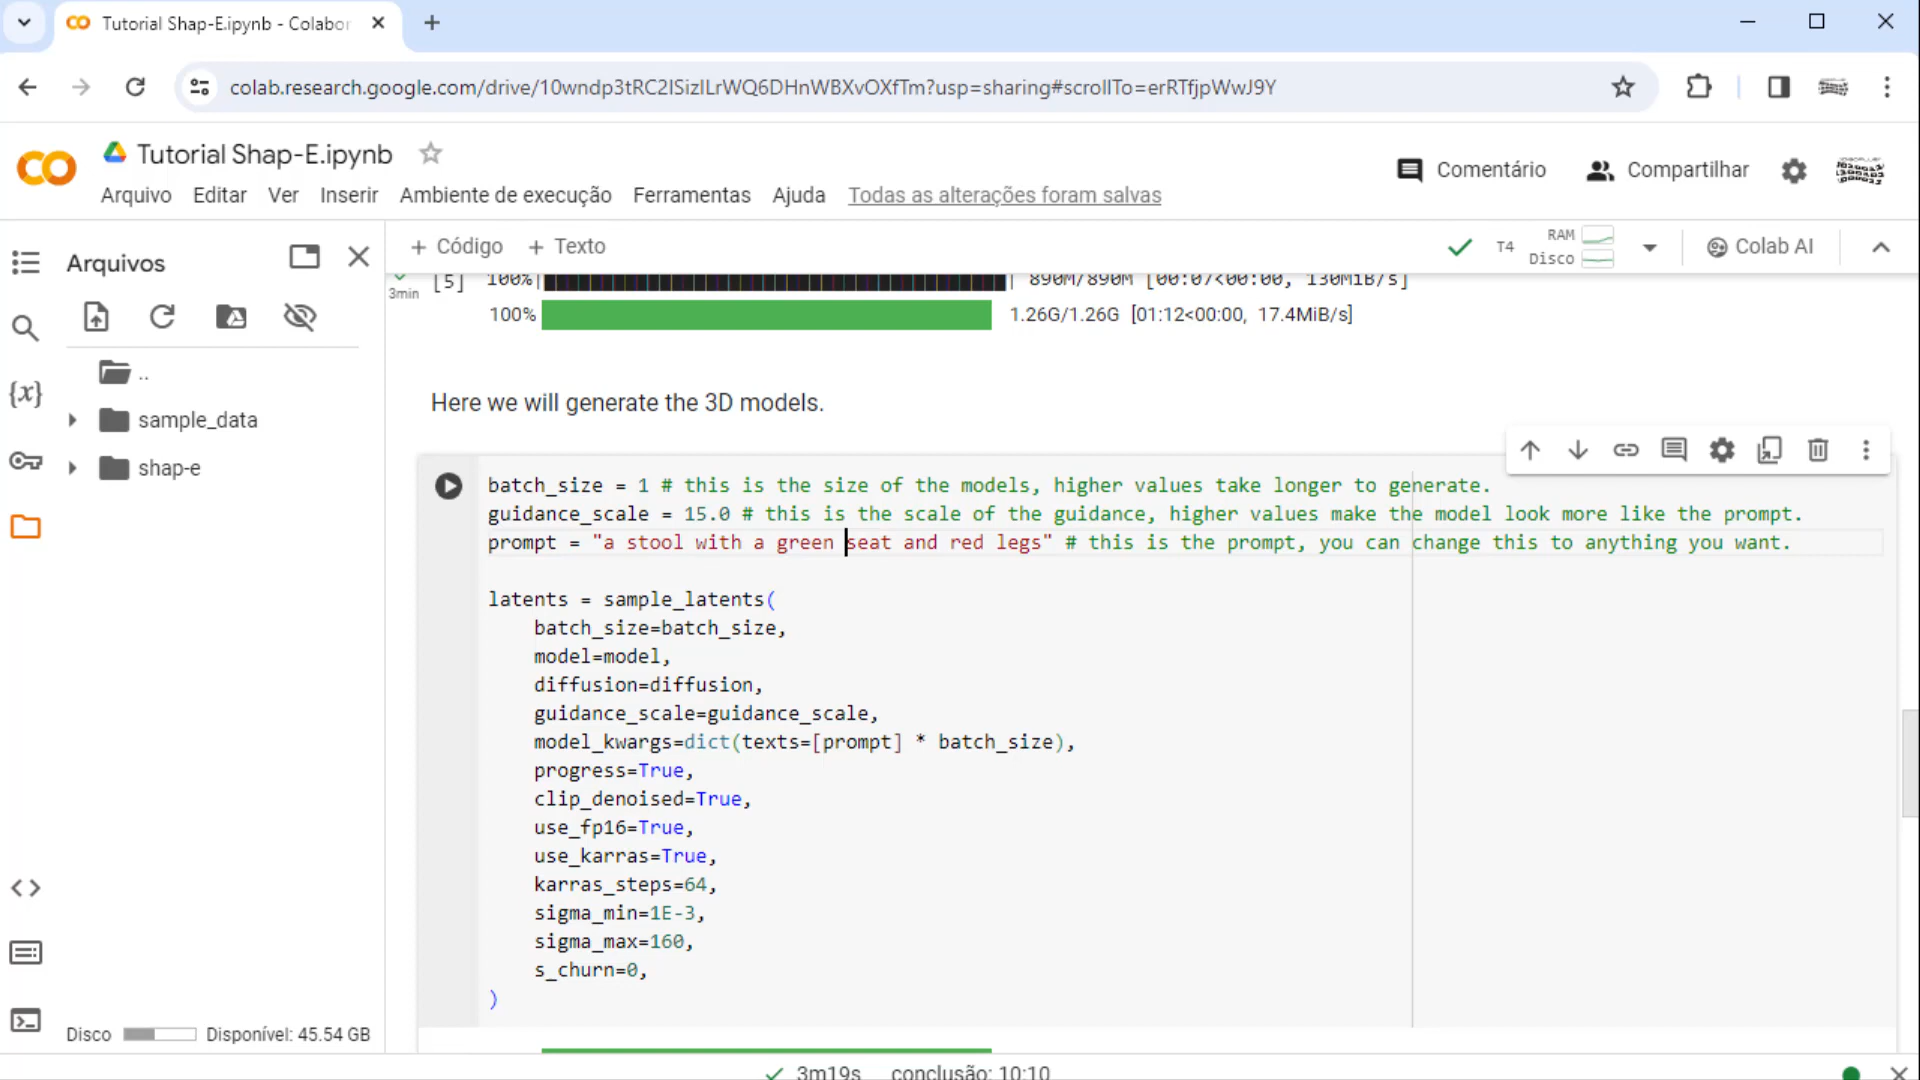 Tutorial Shap-E.ipynb - Colabor
colab.research.google.com/drive/10wndp3tRC2ISizlLrWQ6DHnWBXvOXfTm?usp=sharing#scrollTo=erRTfjpWwJ9Y
Tutorial Shap-E.ipynb
Comentário
Compartilhar
Arquivo Editar Ver Inserir Ambiente de execução Ferramentas Ajuda Todas as alterações foram salvas
Arquivos
+ Código + Texto
T4
RAM
Disco
Colab AI
3min
[5] 100% 890M/890M [00:07<00:00, 130MiB/s]
100% 1.26G/1.26G [01:12<00:00, 17.4MiB/s]
..
sample_data
shap-e
{x}
Here we will generate the 3D models.
batch_size = 1 # this is the size of the models, higher values take longer to generate.
guidance_scale = 15.0 # this is the scale of the guidance, higher values make the model look more like the prompt.
prompt = "a stool with a green seat and red legs" # this is the prompt, you can change this to anything you want.
latents = sample_latents(
batch_size=batch_size,
model=model,
diffusion=diffusion,
guidance_scale=guidance_scale,
model_kwargs=dict(texts=[prompt] * batch_size),
progress=True,
clip_denoised=True,
use_fp16=True,
use_karras=True,
karras_steps=64,
sigma_min=1E-3,
sigma_max=160,
s_churn=0,
)
Disco Disponível: 45.54 GB
3m19s conclusão: 10:10